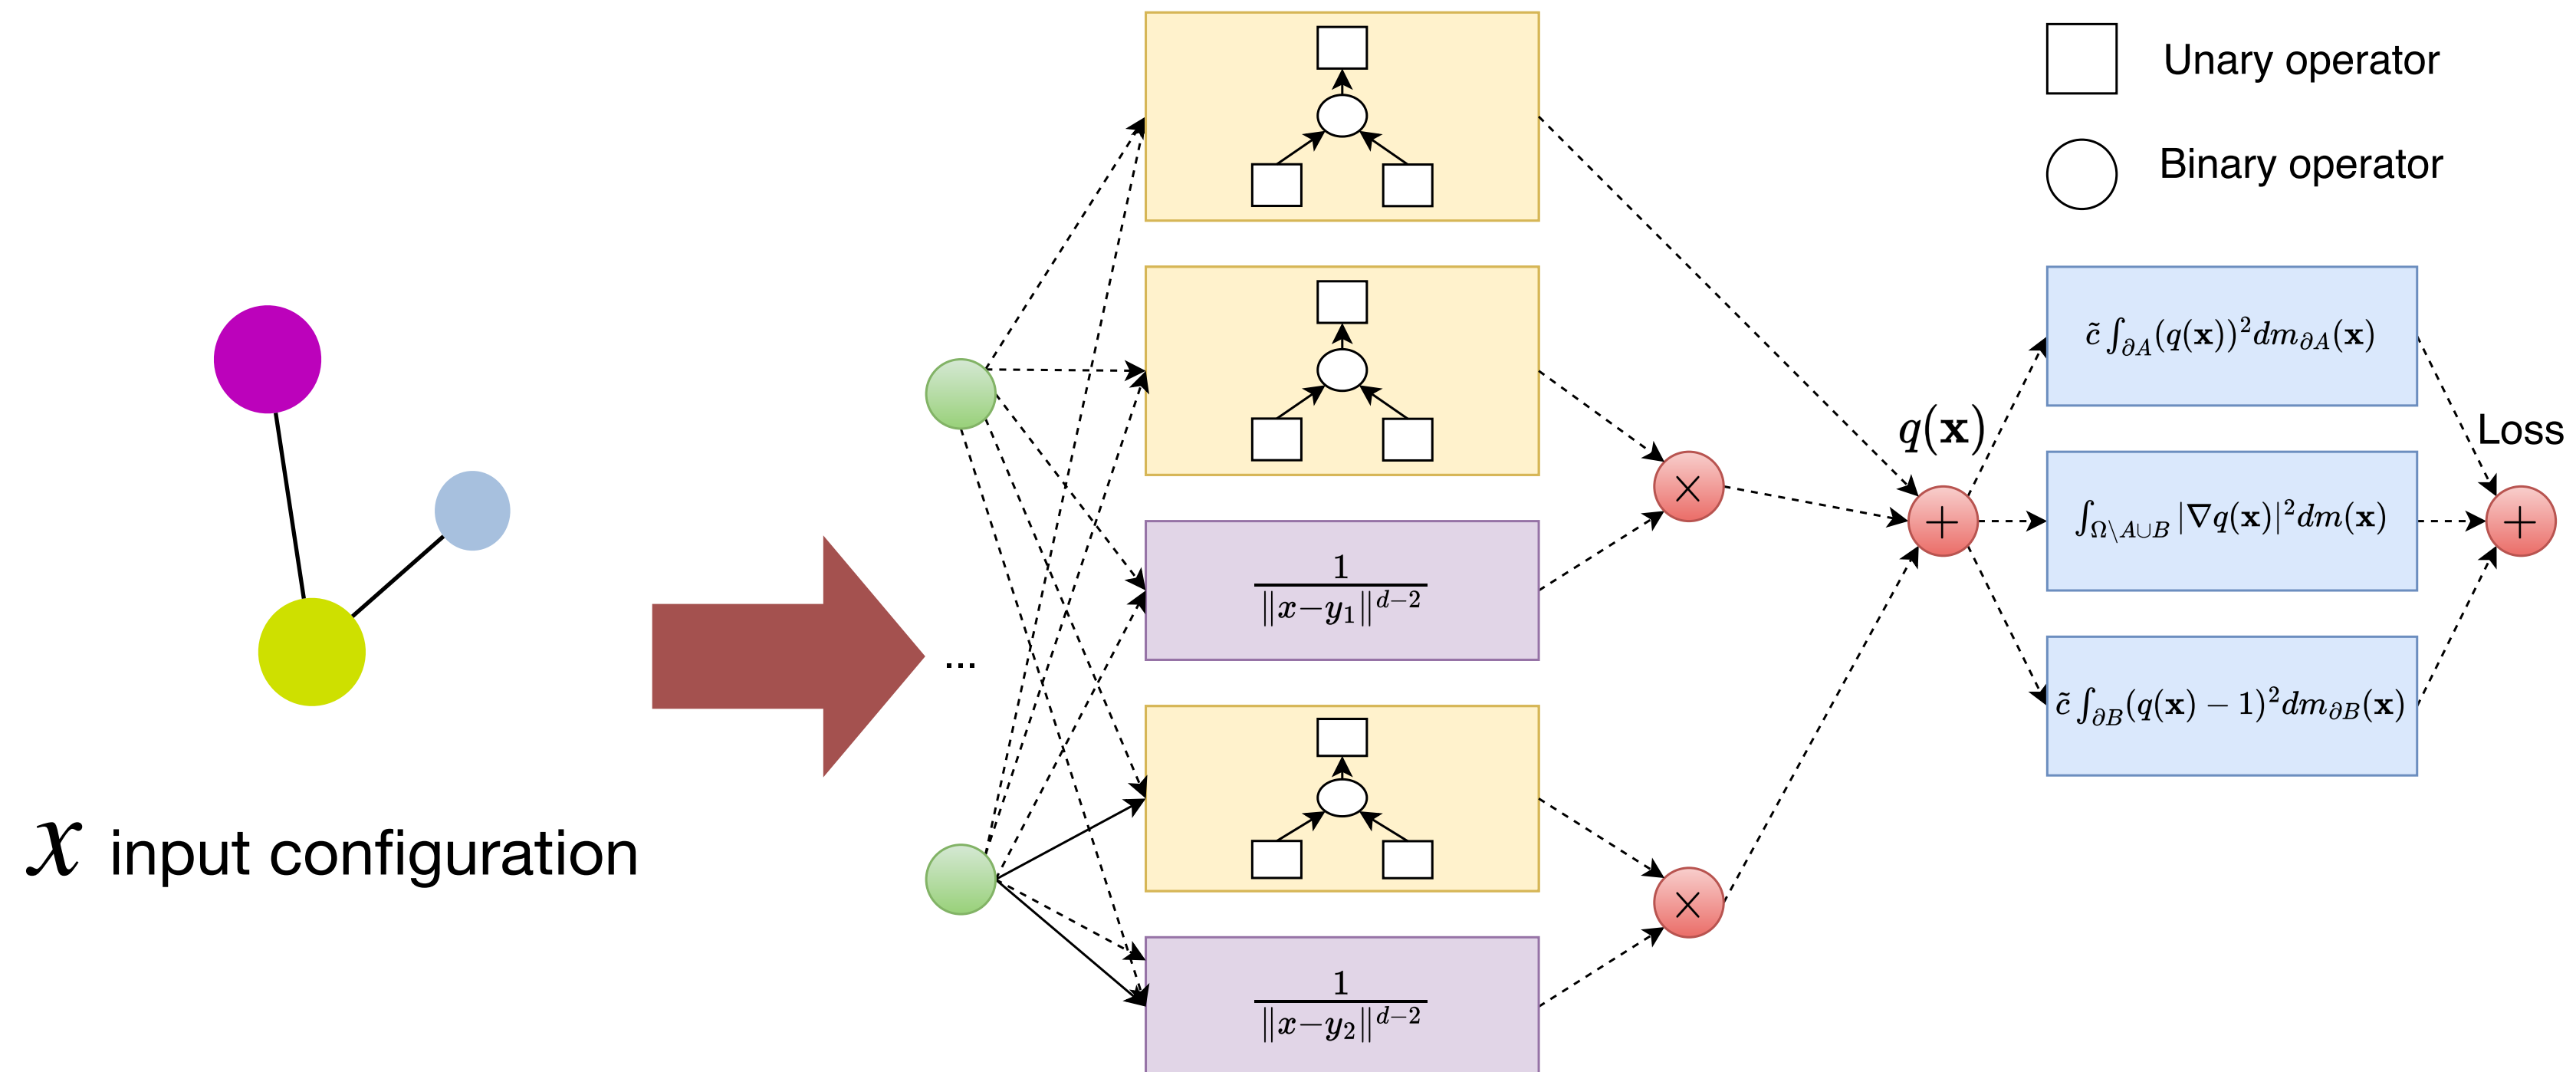 x input configuration
...
1
‖x−y₁‖^{d−2}
1
‖x−y₂‖^{d−2}
×
×
q(𝐱)
+
Unary operator
Binary operator
c̃ ∫_{∂A}(q(𝐱))²dm_{∂A}(𝐱)
∫_{Ω\A∪B} |∇q(𝐱)|²dm(𝐱)
c̃ ∫_{∂B}(q(𝐱) − 1)²dm_{∂B}(𝐱)
Loss
+